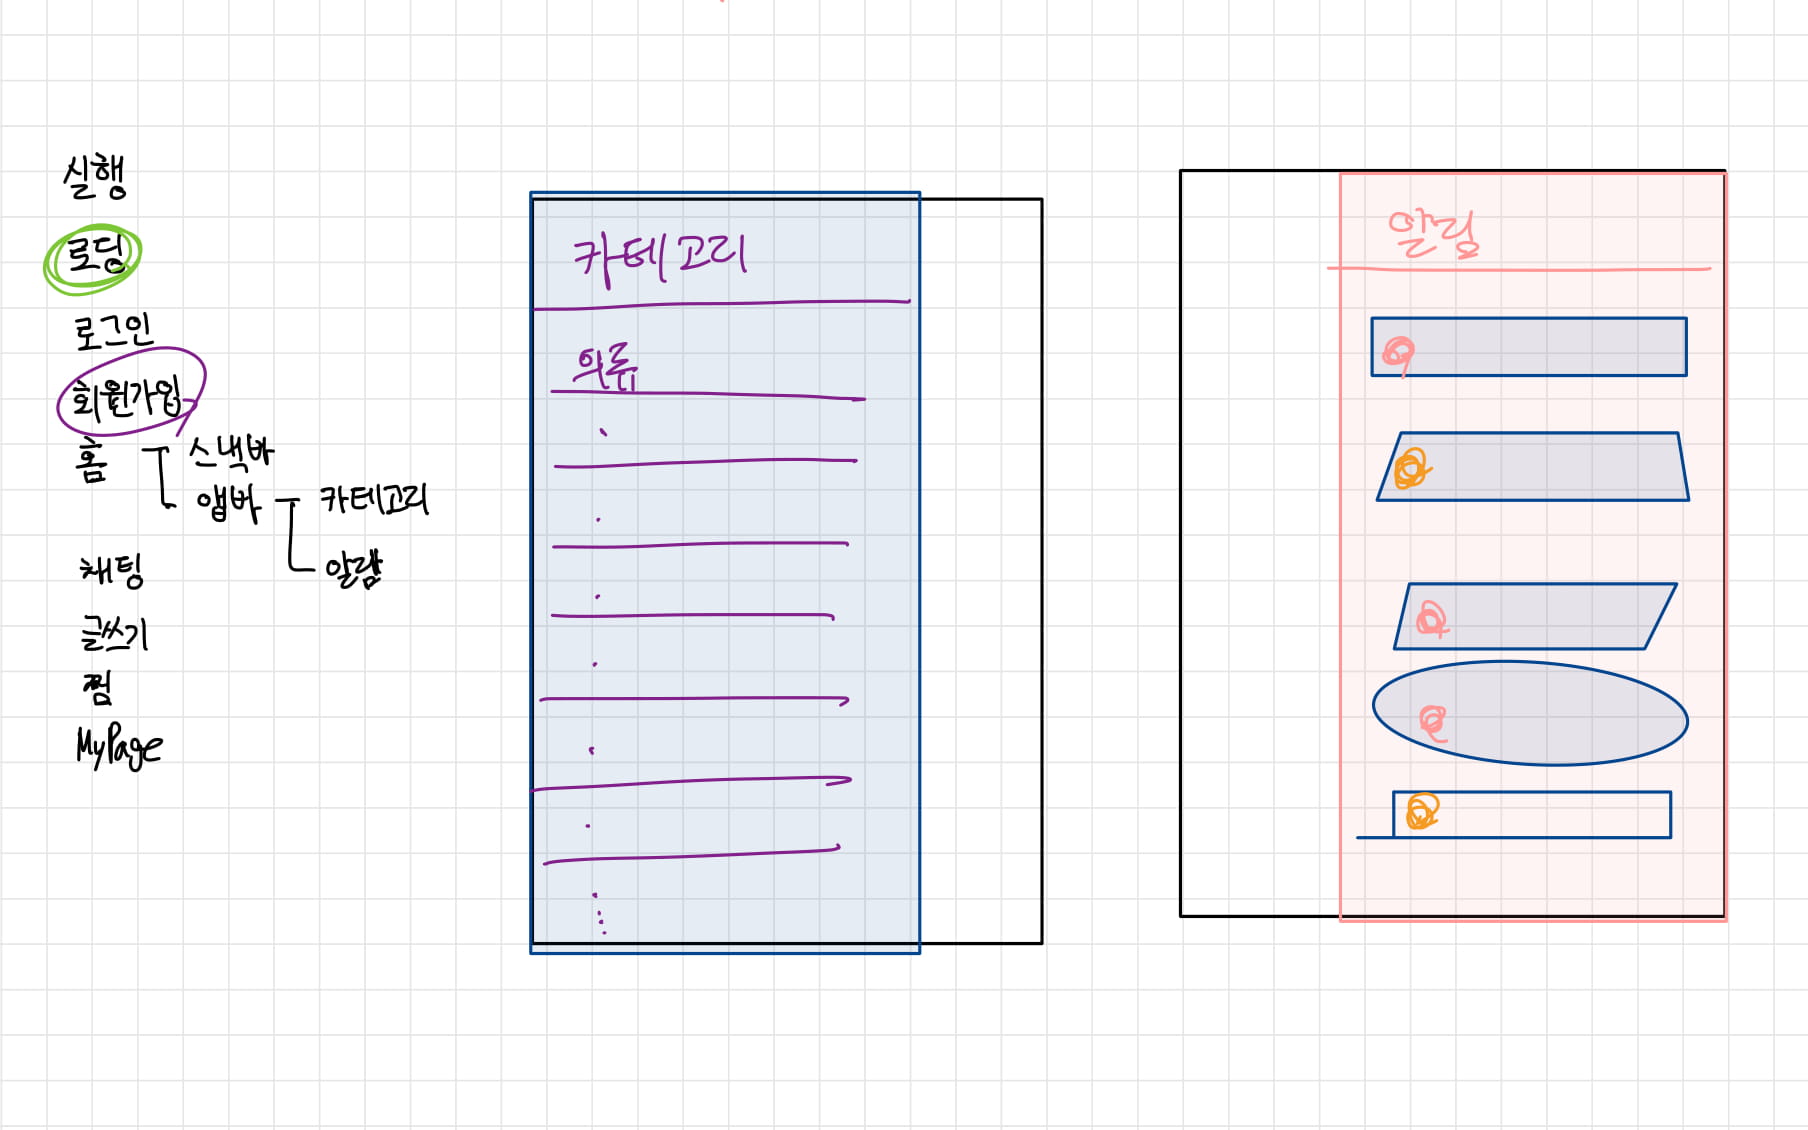 실행
로딩
로그인
회원가입
홈 스낵바
앱바 카테고리
알람
채팅
글쓰기
찜
MyPage
카테고리
의류
알림